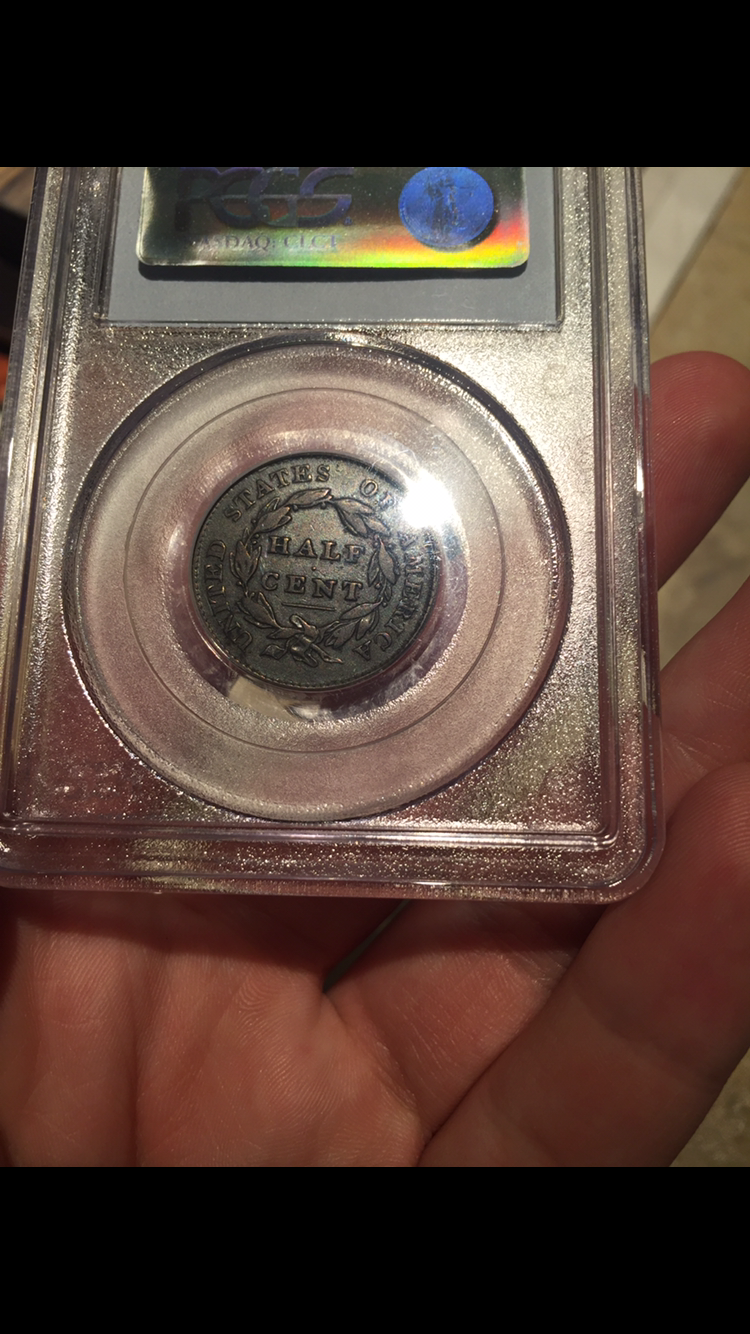 PCGS
NASDAQ: CLCT
UNITED STATES OF AMERICA
HALF
CENT